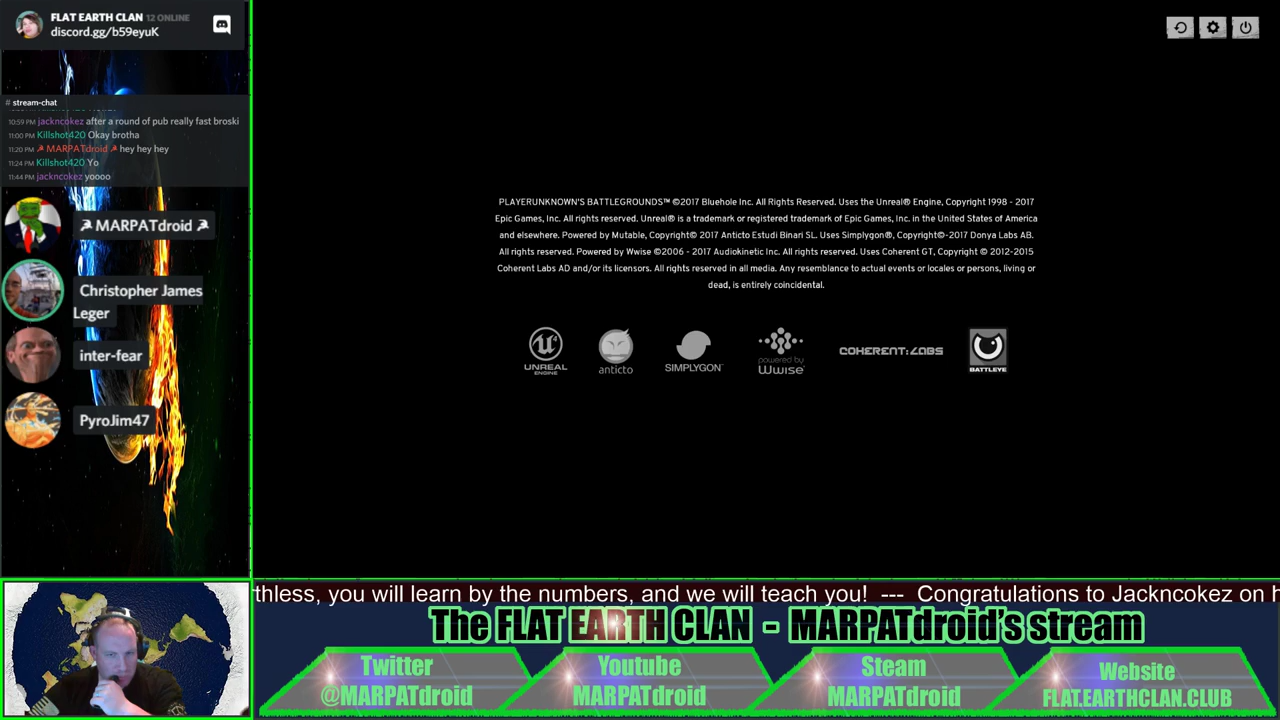 FLAT EARTH CLAN 12 ONLINE
discord.gg/b59eyuK
# stream-chat
10:59 PM jackncokez after a round of pub really fast broski
11:00 PM Killshot420 Okay brotha
11:20 PM ☭ MARPATdroid ☭ hey hey hey
11:24 PM Killshot420 Yo
11:44 PM jackncokez yoooo
☭ MARPATdroid ☭
Christopher James
Leger
inter-fear
PyroJim47
PLAYERUNKNOWN'S BATTLEGROUNDS™ ©2017 Bluehole Inc. All Rights Reserved. Uses the Unreal® Engine, Copyright 1998 - 2017
Epic Games, Inc. All rights reserved. Unreal® is a trademark or registered trademark of Epic Games, Inc. in the United States of America
and elsewhere. Powered by Mutable, Copyright© 2017 Anticto Estudi Binari SL. Uses Simplygon®, Copyright©-2017 Donya Labs AB.
All rights reserved. Powered by Wwise ©2006 - 2017 Audiokinetic Inc. All rights reserved. Uses Coherent GT, Copyright © 2012-2015
Coherent Labs AD and/or its licensors. All rights reserved in all media. Any resemblance to actual events or locales or persons, living or
dead, is entirely coincidental.
UNREAL
ENGINE
anticto
SIMPLYGON
powered by
Wwise
COHERENT:LABS
BATTLEYE
thless, you will learn by the numbers, and we will teach you! --- Congratulations to Jackncokez on h
The FLAT EARTH CLAN - MARPATdroid's stream
Twitter
@MARPATdroid
Youtube
MARPATdroid
Steam
MARPATdroid
Website
FLAT.EARTHCLAN.CLUB